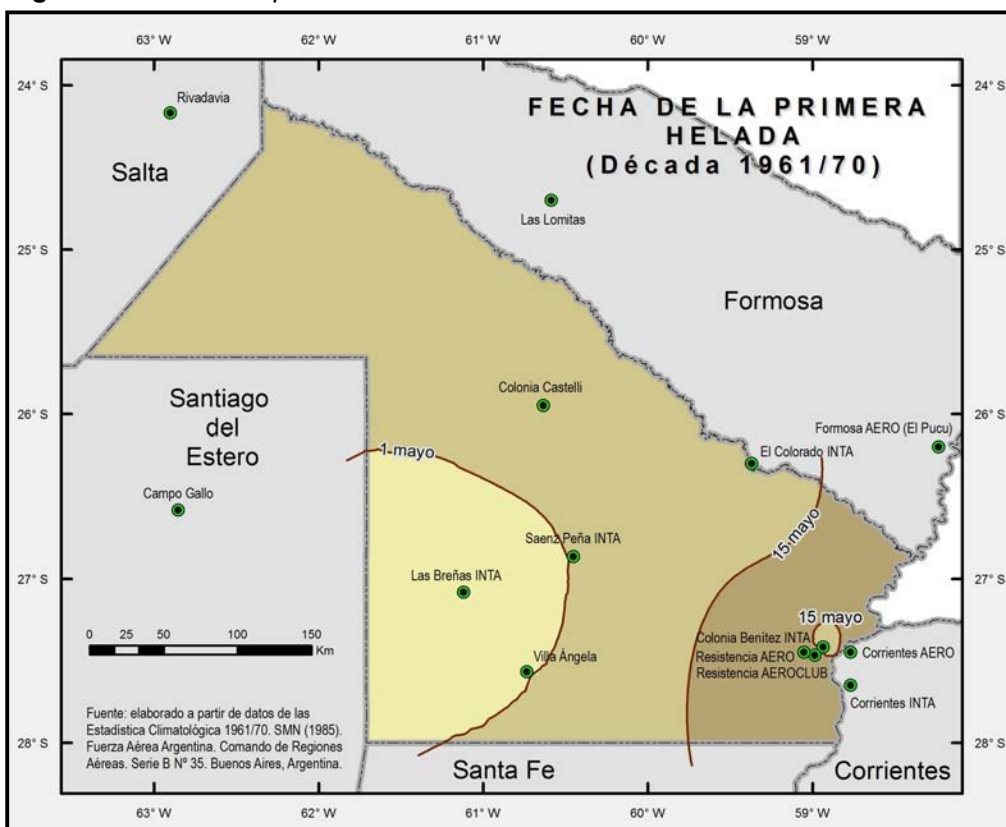 63° W 62° W 61° W 60° W 59° W
24° S 24° S
Rivadavia
FECHA DE LA PRIMERA
HELADA
(Década 1961/70)
Salta
Las Lomitas
25° S 25° S
Formosa
Colonia Castelli
Santiago
del
Estero
26° S 26° S
Formosa AERO (El Pucu)
1 mayo
El Colorado INTA
Campo Gallo
15 mayo
Saenz Peña INTA
27° S 27° S
Las Breñas INTA
15 mayo
Colonia Benitez INTA
Resistencia AERO
Corrientes AERO
Resistencia AEROCLUB
Villa Ángela
Corrientes INTA
0 25 50 100 150
Km
Fuente: elaborado a partir de datos de las
Estadística Climatológica 1961/70. SMN (1985).
Fuerza Aérea Argentina. Comando de Regiones
Aéreas. Serie B Nº 35. Buenos Aires, Argentina.
28° S 28° S
Santa Fe
Corrientes
63° W 62° W 61° W 60° W 59° W